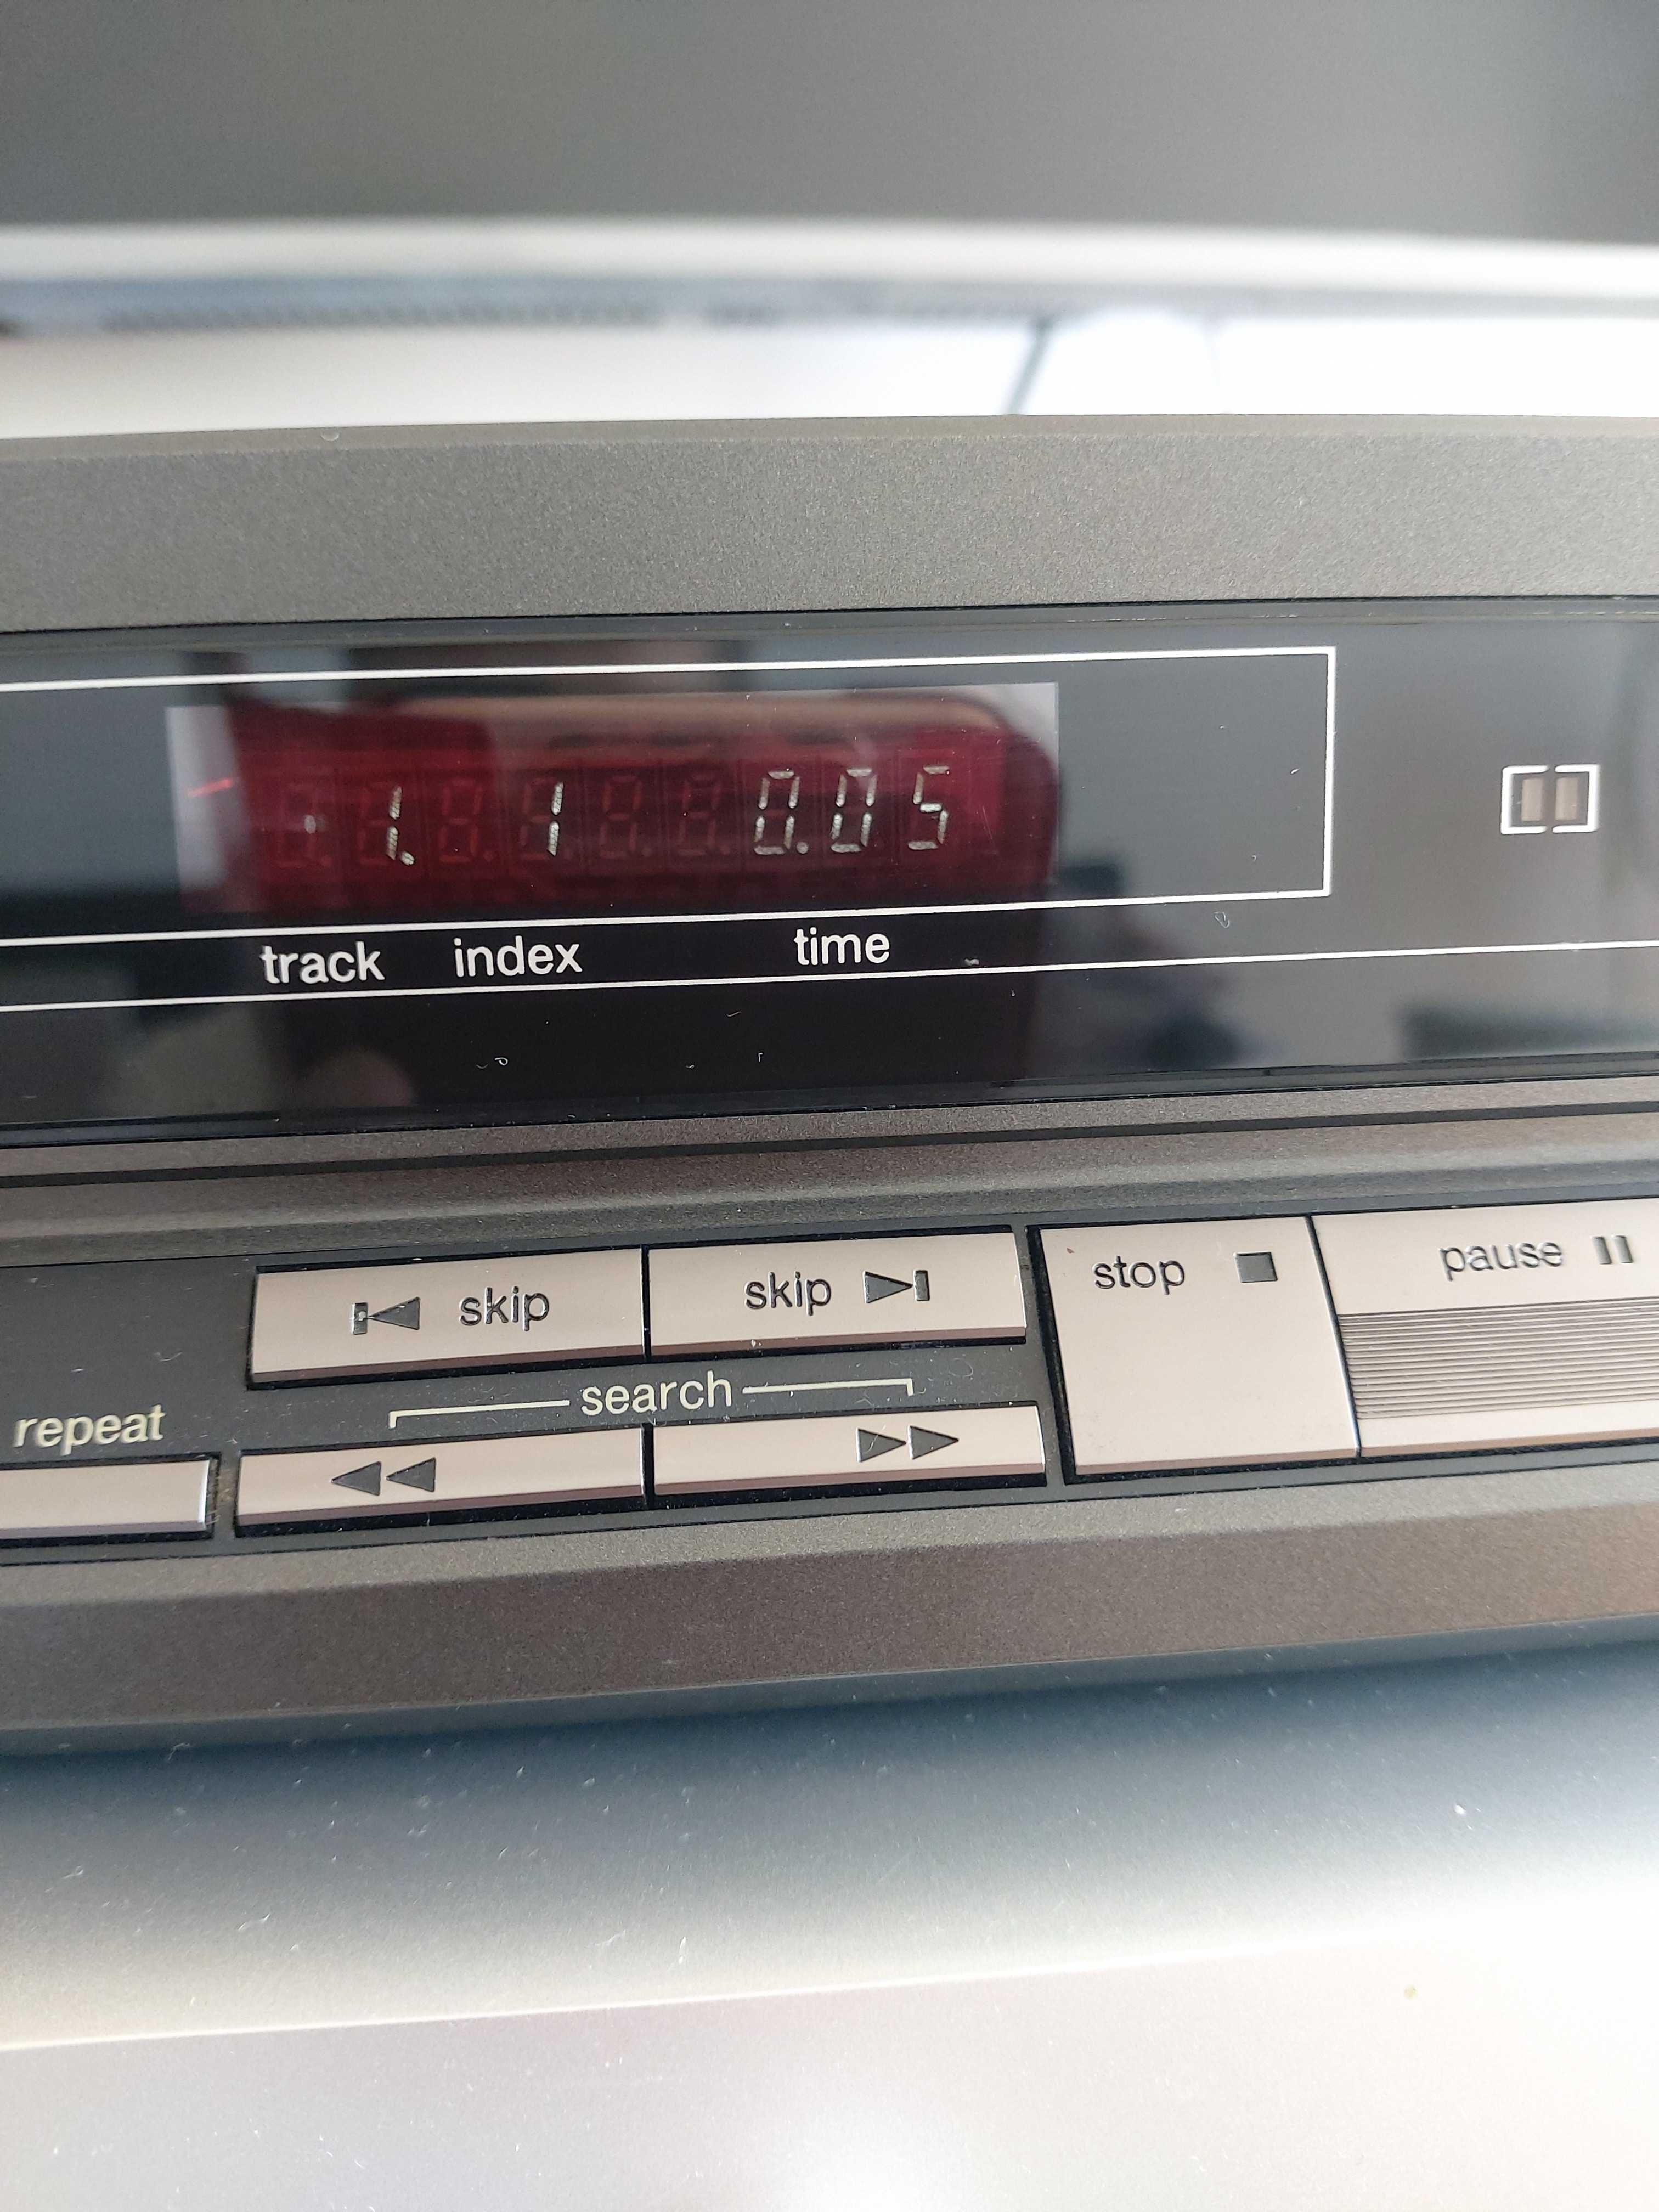 1. 1 0.05
track index time
skip skip stop pause
search
repeat